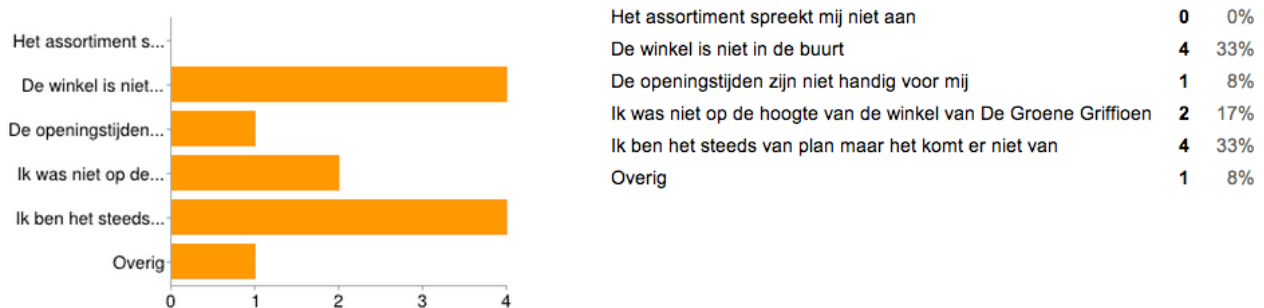 Het assortiment s...
De winkel is niet...
De openingstijden...
Ik was niet op de...
Ik ben het steeds...
Overig
0 1 2 3 4
Het assortiment spreekt mij niet aan 0 0%
De winkel is niet in de buurt 4 33%
De openingstijden zijn niet handig voor mij 1 8%
Ik was niet op de hoogte van de winkel van De Groene Griffioen 2 17%
Ik ben het steeds van plan maar het komt er niet van 4 33%
Overig 1 8%